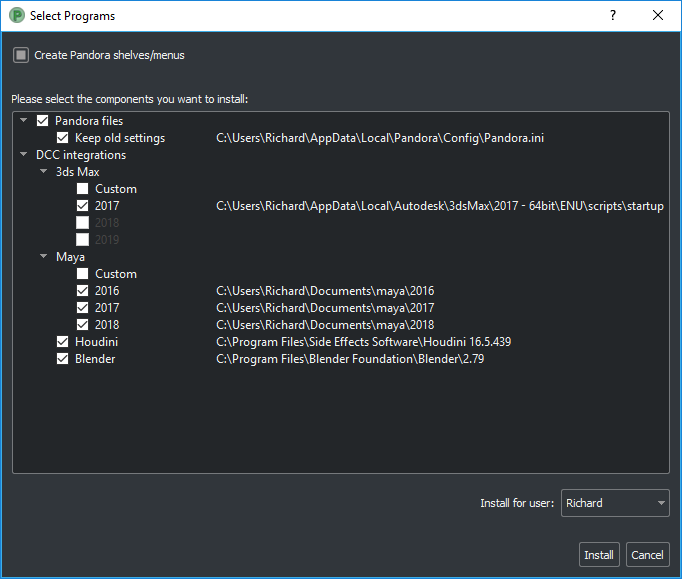 P Select Programs ?
Create Pandora shelves/menus
Please select the components you want to install:
Pandora files
Keep old settings C:\Users\Richard\AppData\Local\Pandora\Config\Pandora.ini
DCC integrations
3ds Max
Custom
2017 C:\Users\Richard\AppData\Local\Autodesk\3dsMax\2017 - 64bit\ENU\scripts\startup
2018
2019
Maya
Custom
2016 C:\Users\Richard\Documents\maya\2016
2017 C:\Users\Richard\Documents\maya\2017
2018 C:\Users\Richard\Documents\maya\2018
Houdini C:\Program Files\Side Effects Software\Houdini 16.5.439
Blender C:\Program Files\Blender Foundation\Blender\2.79
Install for user: Richard
Install Cancel